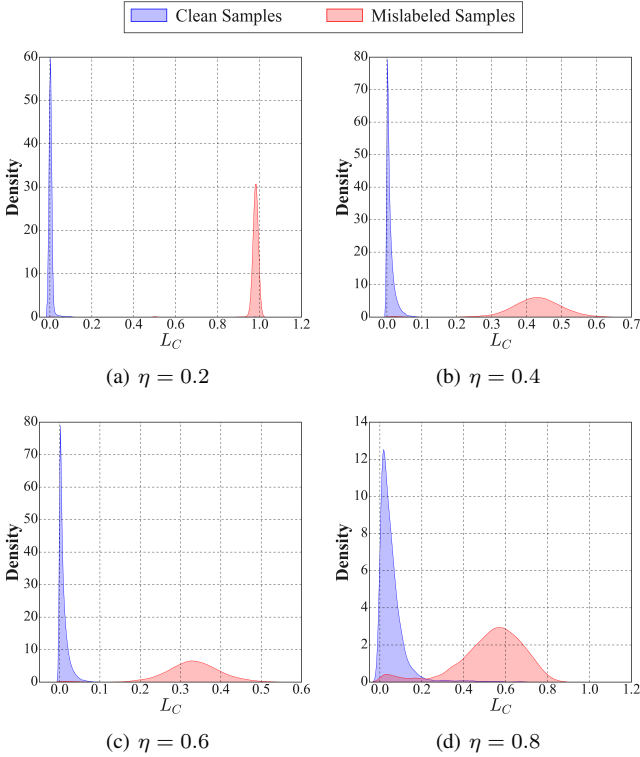 Clean Samples Mislabeled Samples
60
50
40
30
20
10
0
Density
0.0 0.2 0.4 0.6 0.8 1.0 1.2
L_C
(a) η = 0.2
80
70
60
50
40
30
20
10
0
Density
0.0 0.1 0.2 0.3 0.4 0.5 0.6 0.7
L_C
(b) η = 0.4
80
70
60
50
40
30
20
10
0
Density
0.0 0.1 0.2 0.3 0.4 0.5 0.6
L_C
(c) η = 0.6
14
12
10
8
6
4
2
0
Density
0.0 0.2 0.4 0.6 0.8 1.0 1.2
L_C
(d) η = 0.8